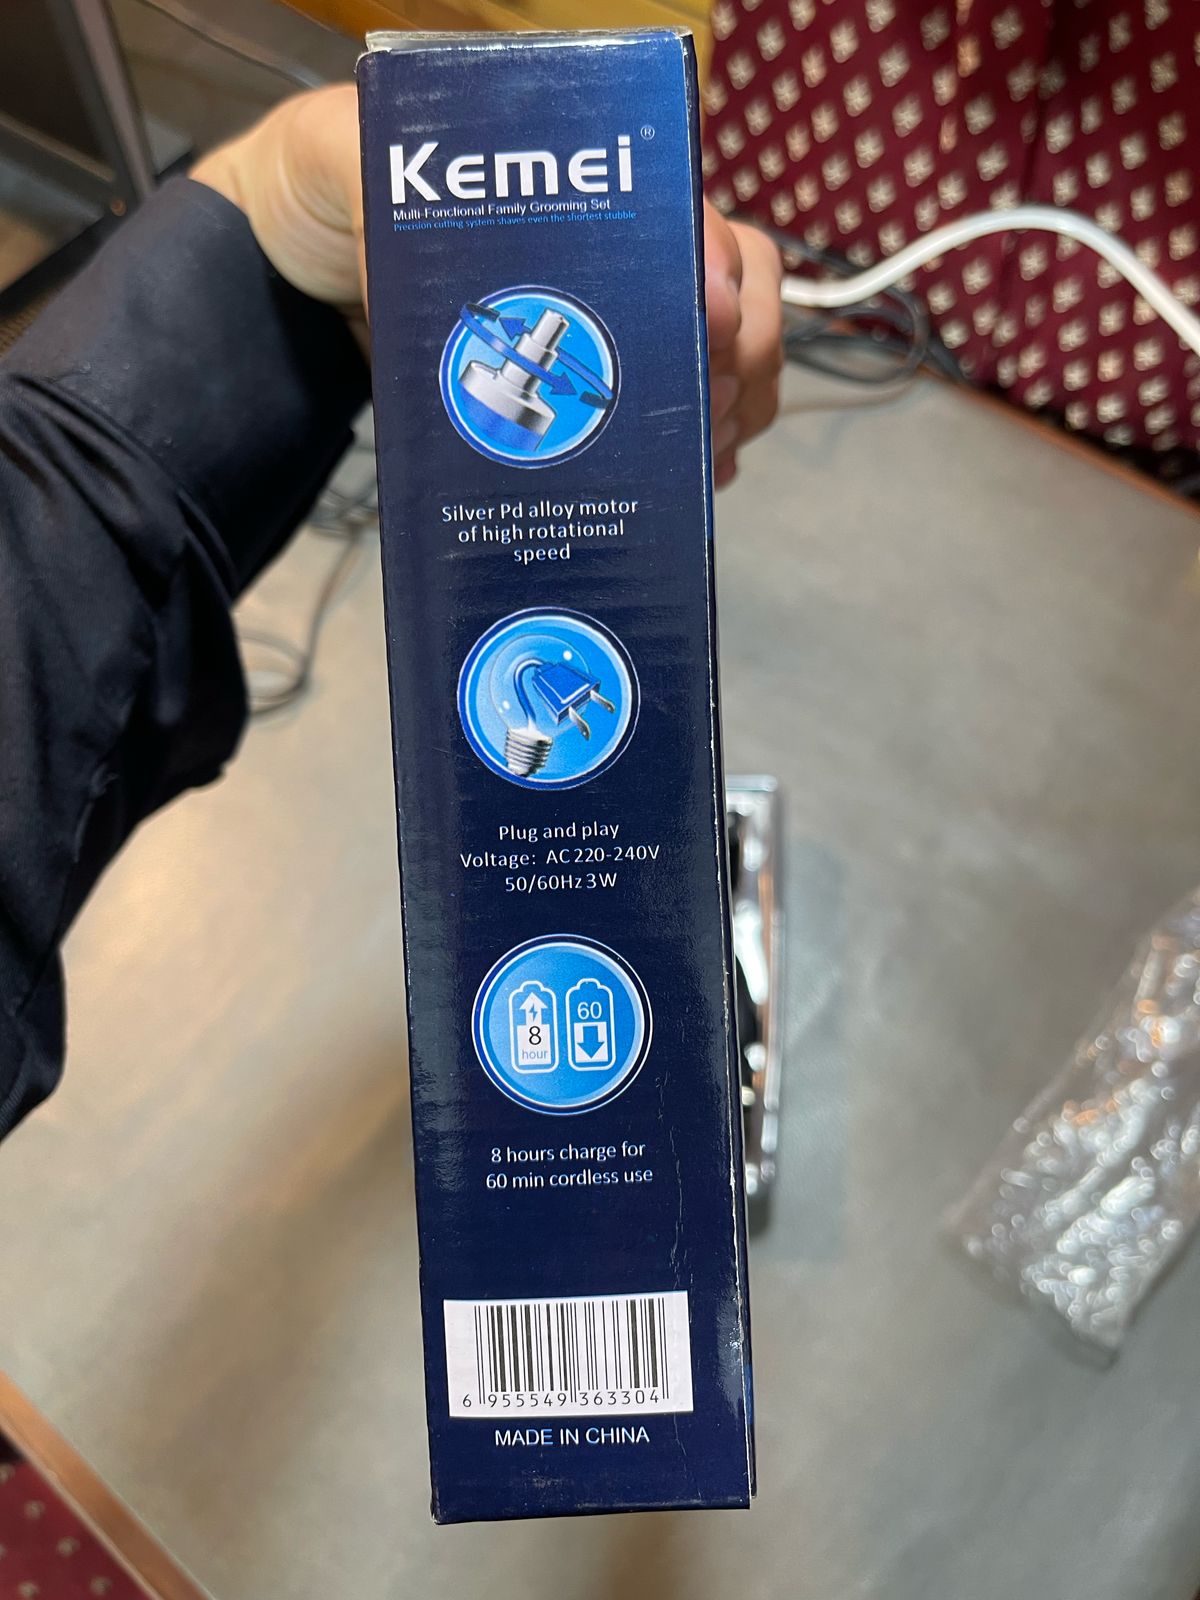 Kemei ®
Multi-Fonctional Family Grooming Set
Precision cutting system shaves even the shortest stubble
Silver Pd alloy motor
of high rotational
speed
Plug and play
Voltage: AC 220-240V
50/60Hz 3W
8
hour
60
8 hours charge for
60 min cordless use
6 955549 363304
MADE IN CHINA